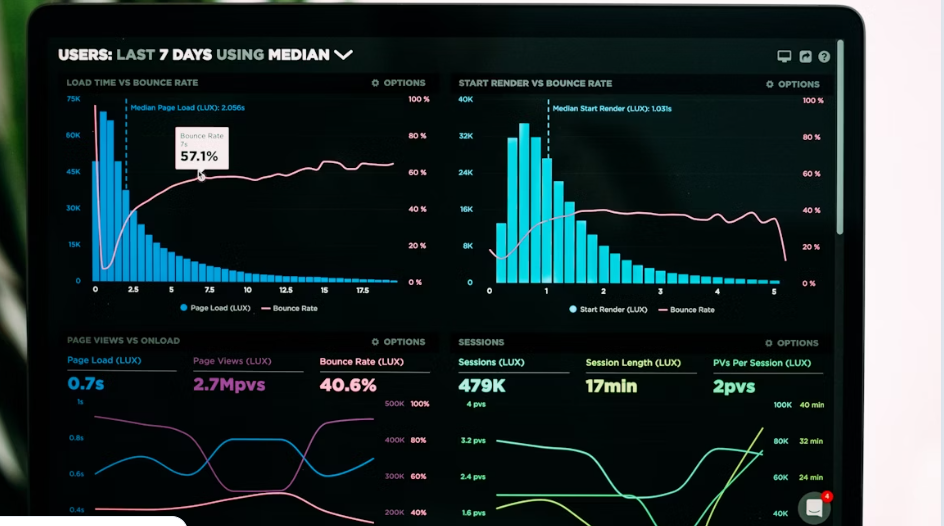 USERS: LAST 7 DAYS USING MEDIAN
LOAD TIME VS BOUNCE RATE
OPTIONS
75K
60K
45K
30K
15K
0
Median Page Load (LUX): 2.056s
Bounce Rate
7s
57.1%
100 %
80 %
60 %
40 %
20 %
0 %
0 2.5 5 7.5 10 12.5 15 17.5
Page Load (LUX) Bounce Rate
START RENDER VS BOUNCE RATE
OPTIONS
40K
32K
24K
16K
8K
0
Median Start Render (LUX): 1.031s
100 %
80 %
60 %
40 %
20 %
0 %
0 1 2 3 4 5
Start Render (LUX) Bounce Rate
PAGE VIEWS VS ONLOAD
OPTIONS
Page Load (LUX) Page Views (LUX) Bounce Rate (LUX)
0.7s 2.7Mpvs 40.6%
1s
0.8s
0.6s
0.4s
500K 100%
400K 80%
300K 60%
200K 40%
SESSIONS
OPTIONS
Sessions (LUX) Session Length (LUX) PVs Per Session (LUX)
479K 17min 2pvs
4 pvs
3.2 pvs
2.4 pvs
1.6 pvs
100K 40 min
80K 32 min
60K 24 min
40K
4